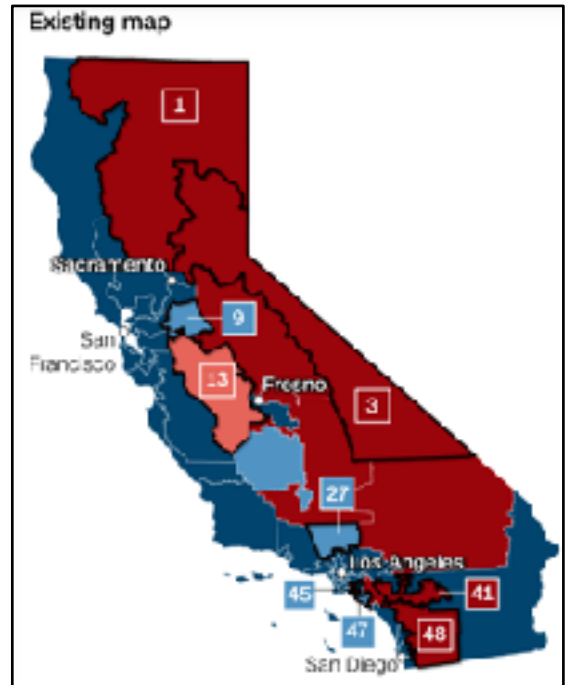 Existing map
1
Sacramento
9
San
Francisco
13
Fresno
3
27
Los Angeles
45
41
47
48
San Diego